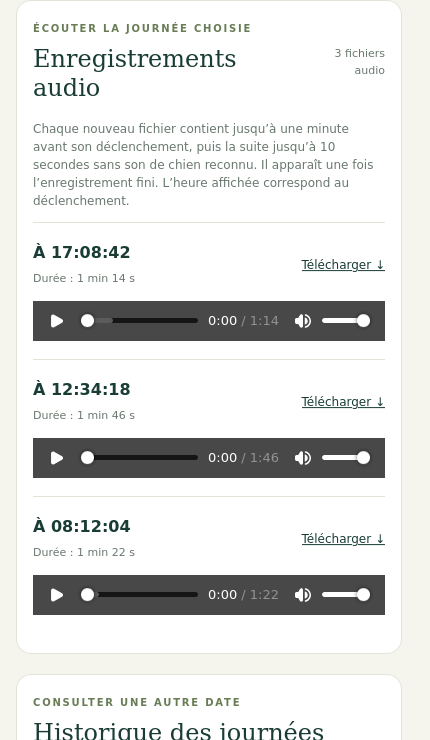 ÉCOUTER LA JOURNÉE CHOISIE
Enregistrements
audio
3 fichiers
audio
Chaque nouveau fichier contient jusqu’à une minute
avant son déclenchement, puis la suite jusqu’à 10
secondes sans son de chien reconnu. Il apparaît une fois
l’enregistrement fini. L’heure affichée correspond au
déclenchement.
À 17:08:42
Télécharger ↓
Durée : 1 min 14 s
0:00 / 1:14
À 12:34:18
Télécharger ↓
Durée : 1 min 46 s
0:00 / 1:46
À 08:12:04
Télécharger ↓
Durée : 1 min 22 s
0:00 / 1:22
CONSULTER UNE AUTRE DATE
Historique des journées